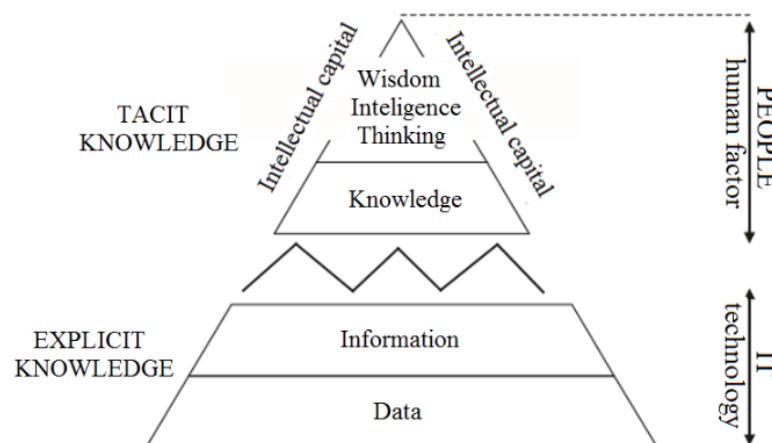 Intellectual capital
Intellectual capital
Wisdom
Inteligence
Thinking
TACIT
KNOWLEDGE
PEOPLE
human factor
Knowledge
EXPLICIT
KNOWLEDGE
Information
IT
technology
Data